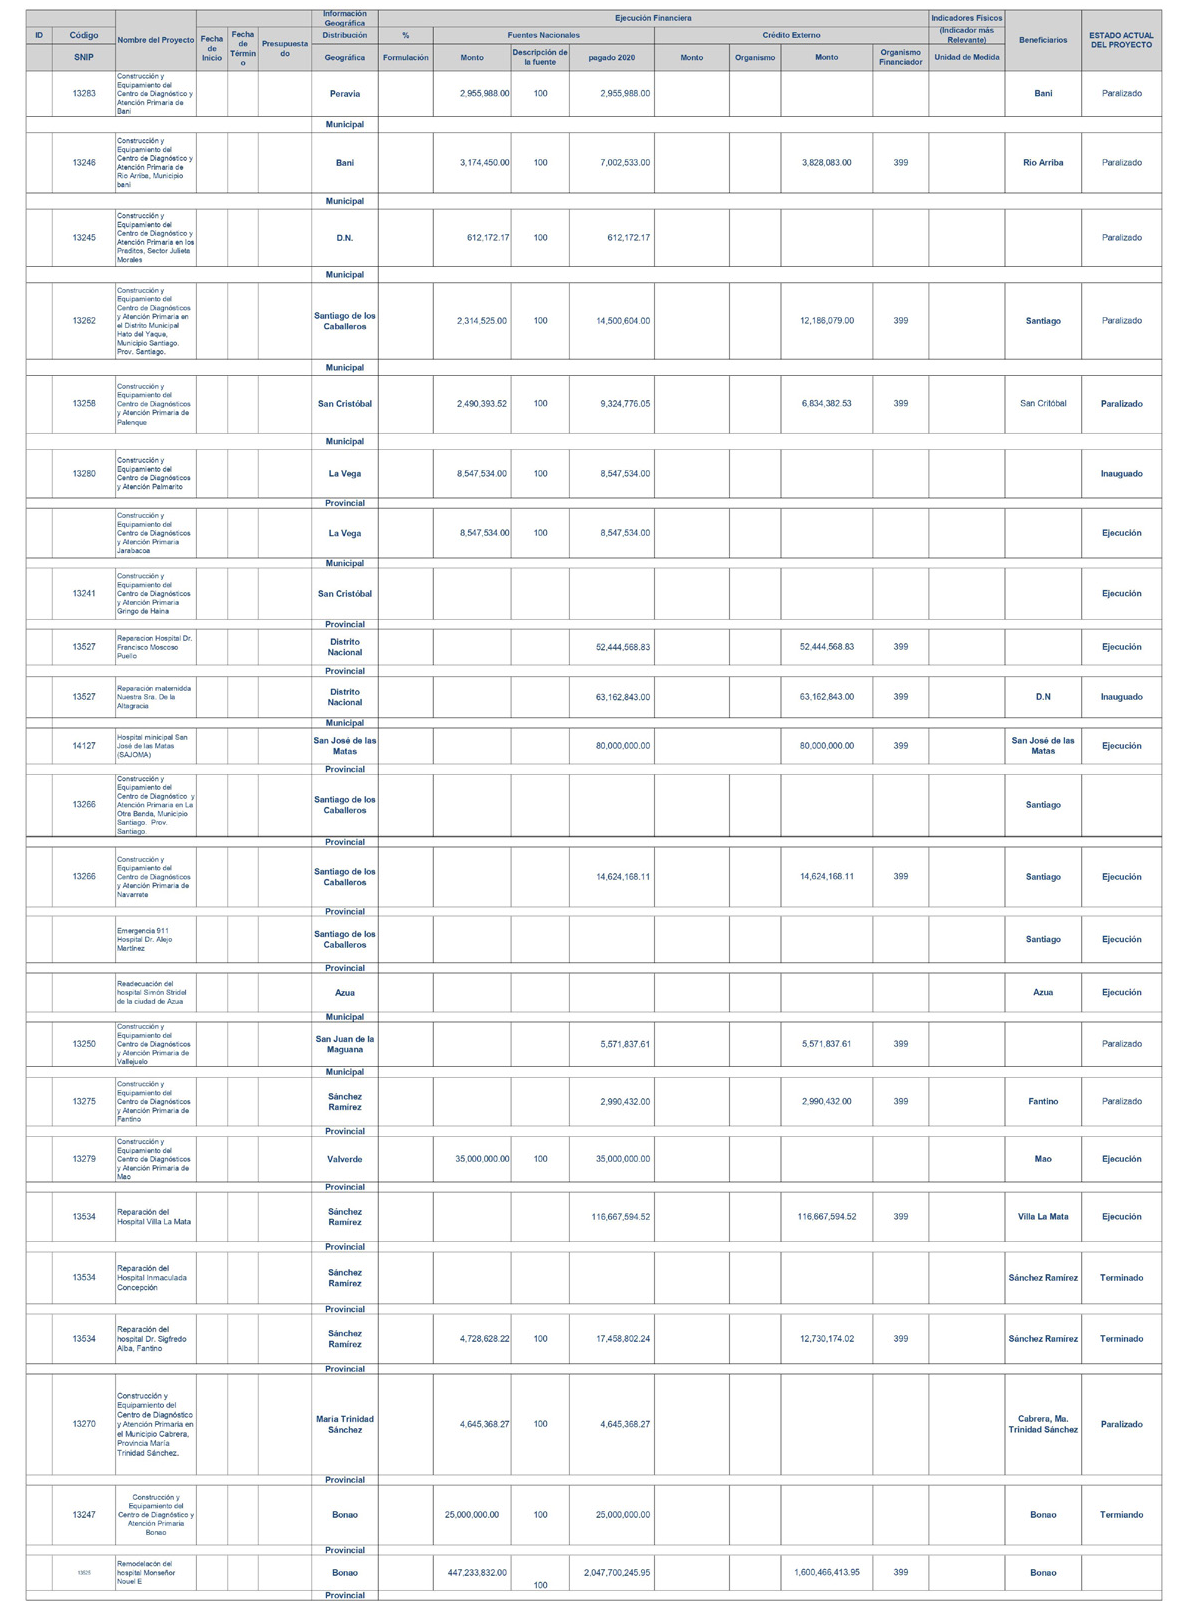 Información
Geográfica
Ejecución Financiera
Indicadores Físicos
ID
Código
Nombre del Proyecto
Fecha
de
Inicio
Fecha
de
Términ
o
Presupuesta
do
Distribución
%
Fuentes Nacionales
Crédito Externo
(Indicador más
Relevante)
Beneficiarios
ESTADO ACTUAL
DEL PROYECTO
SNIP
Geográfica
Formulación
Monto
Descripción de
la fuente
pagado 2020
Monto
Organismo
Monto
Organismo
Financiador
Unidad de Medida
13283
Construcción y
Equipamiento del
Centro de Diagnóstico y
Atención Primaria de
Bani
Peravia
2,955,988.00
100
2,955,988.00
Bani
Paralizado
Municipal
13246
Construcción y
Equipamiento del
Centro de Diagnóstico y
Atención Primaria de
Rio Arriba, Municipio
bani
Bani
3,174,450.00
100
7,002,533.00
3,828,083.00
399
Rio Arriba
Paralizado
Municipal
13245
Construcción y
Equipamiento del
Centro de Diagnóstico y
Atención Primaria en los
Praditos, Sector Julieta
Morales
D.N.
612,172.17
100
612,172.17
Paralizado
Municipal
13262
Construcción y
Equipamiento del
Centro de Diagnósticos
y Atención Primaria en
el Distrito Municipal
Hato del Yaque,
Municipio Santiago.
Prov. Santiago.
Santiago de los
Caballeros
2,314,525.00
100
14,500,604.00
12,186,079.00
399
Santiago
Paralizado
Municipal
13258
Construcción y
Equipamiento del
Centro de Diagnósticos
y Atención Primaria de
Palenque
San Cristóbal
2,490,393.52
100
9,324,776.05
6,834,382.53
399
San Critóbal
Paralizado
Municipal
13280
Construcción y
Equipamiento del
Centro de Diagnósticos
y Atención Palmarito
La Vega
8,547,534.00
100
8,547,534.00
Inauguado
Provincial
Construcción y
Equipamiento del
Centro de Diagnósticos
y Atención Primaria
Jarabacoa
La Vega
8,547,534.00
100
8,547,534.00
Ejecución
Municipal
13241
Construcción y
Equipamiento del
Centro de Diagnósticos
y Atención Primaria
Gringo de Haina
San Cristóbal
Ejecución
Provincial
13527
Reparacion Hospital Dr.
Francisco Moscoso
Puello
Distrito
Nacional
52,444,568.83
52,444,568.83
399
Ejecución
Provincial
13527
Reparación maternidda
Nuestra Sra. De la
Altagracia
Distrito
Nacional
63,162,843.00
63,162,843.00
399
D.N
Inauguado
Municipal
14127
Hospital minicipal San
José de las Matas
(SAJOMA)
San José de las
Matas
80,000,000.00
80,000,000.00
399
San José de las
Matas
Ejecución
Provincial
13266
Construcción y
Equipamiento del
Centro de Diagnóstico y
Atención Primaria en La
Otra Banda, Municipio
Santiago. Prov.
Santiago.
Santiago de los
Caballeros
Santiago
Provincial
13266
Construcción y
Equipamiento del
Centro de Diagnósticos
y Atención Primaria de
Navarrete
Santiago de los
Caballeros
14,624,168.11
14,624,168.11
399
Santiago
Ejecución
Provincial
Emergencia 911
Hospital Dr. Alejo
Martínez
Santiago de los
Caballeros
Santiago
Ejecución
Provincial
Readecuación del
hospital Simón Stridel
de la ciudad de Azua
Azua
Azua
Ejecución
Municipal
13250
Construcción y
Equipamiento del
Centro de Diagnósticos
y Atención Primaria de
Vallejuelo
San Juan de la
Maguana
5,571,837.61
5,571,837.61
399
Paralizado
Municipal
13275
Construcción y
Equipamiento del
Centro de Diagnósticos
y Atención Primaria de
Fantino
Sánchez
Ramírez
2,990,432.00
2,990,432.00
399
Fantino
Paralizado
Provincial
13279
Construcción y
Equipamiento del
Centro de Diagnósticos
y Atención Primaria de
Mao
Valverde
35,000,000.00
100
35,000,000.00
Mao
Ejecución
Provincial
13534
Reparación del
Hospital Villa La Mata
Sánchez
Ramírez
116,667,594.52
116,667,594.52
399
Villa La Mata
Ejecución
Provincial
13534
Reparación del
Hospital Inmaculada
Concepción
Sánchez
Ramírez
Sánchez Ramírez
Terminado
Provincial
13534
Reparación del
hospital Dr. Sigfredo
Alba, Fantino
Sánchez
Ramírez
4,728,628.22
100
17,458,802.24
12,730,174.02
399
Sánchez Ramírez
Terminado
Provincial
13270
Construcción y
Equipamiento del
Centro de Diagnóstico
y Atención Primaria en
el Municipio Cabrera,
Provincia María
Trinidad Sánchez.
María Trinidad
Sánchez
4,645,368.27
100
4,645,368.27
Cabrera, Ma.
Trinidad Sánchez
Paralizado
Provincial
13247
Construcción y
Equipamiento del
Centro de Diagnóstico y
Atención Primaria
Bonao
Bonao
25,000,000.00
100
25,000,000.00
Bonao
Termiando
Provincial
Remodelacón del
hospital Monseñor
Nouel E
Bonao
447,233,832.00
100
2,047,700,245.95
1,600,466,413.95
399
Bonao
Provincial